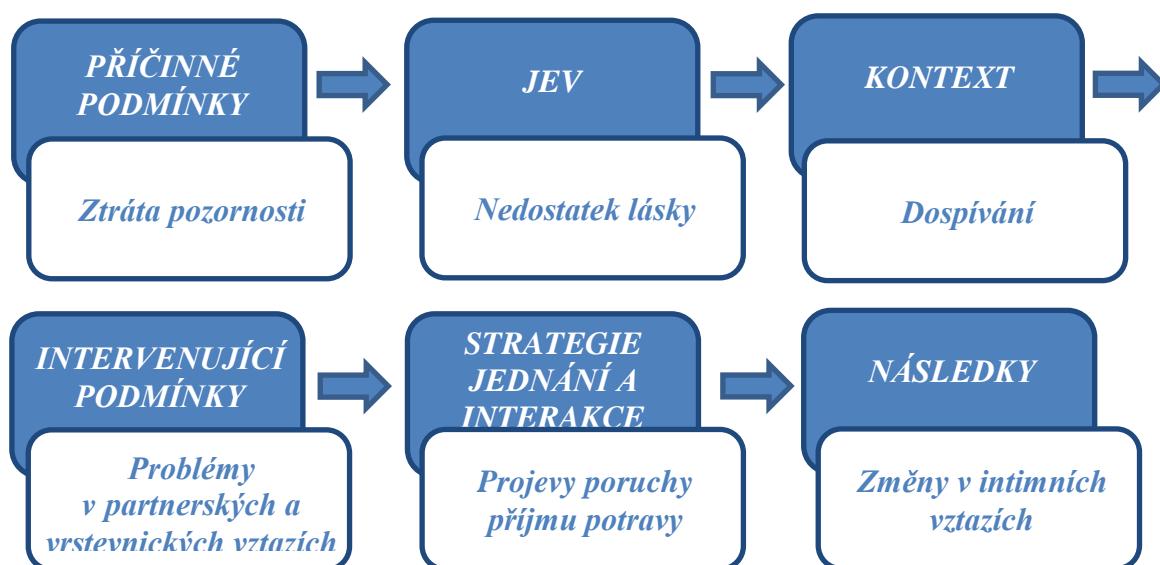 PŘÍČINNÉ
PODMÍNKY
Ztráta pozornosti
JEV
Nedostatek lásky
KONTEXT
Dospívání
INTERVENUJÍCÍ
PODMÍNKY
Problémy
v partnerských a
vrstevnických vztazích
STRATEGIE
JEDNÁNÍ A
INTERAKCE
Projevy poruchy
příjmu potravy
NÁSLEDKY
Změny v intimních
vztazích